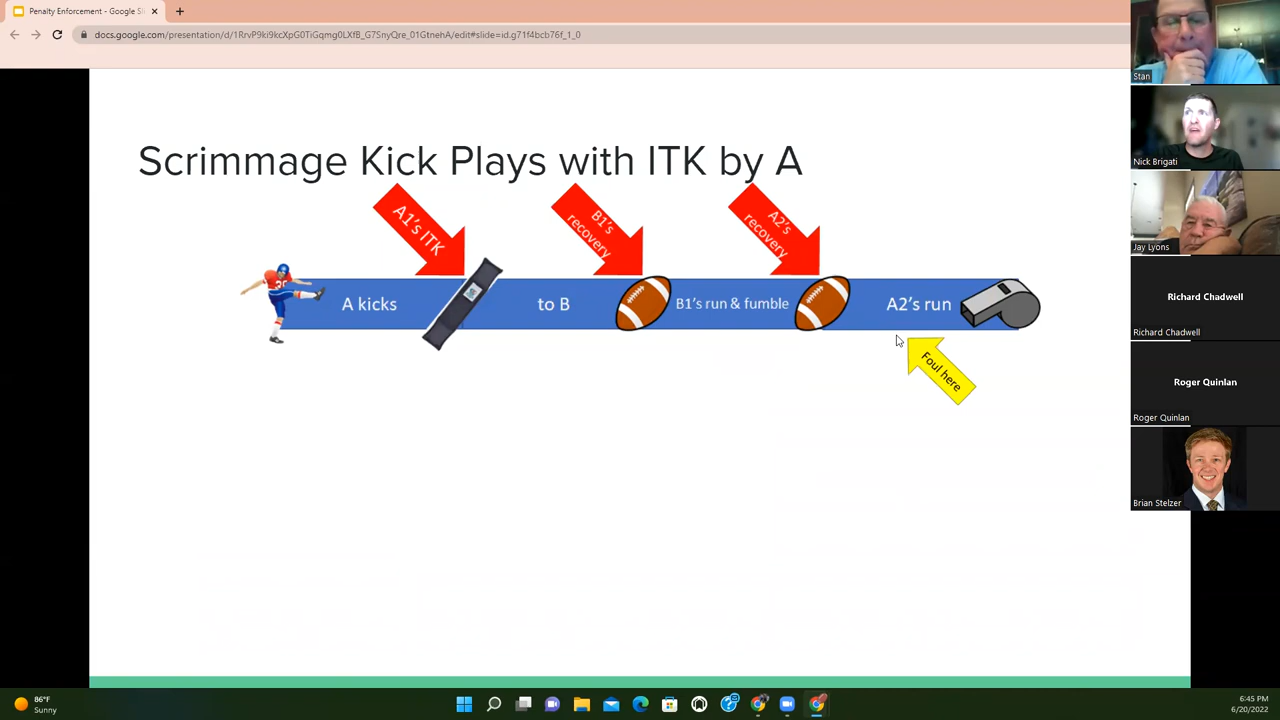 Penalty Enforcement - Google Sli
docs.google.com/presentation/d/1RrvP9ki9kcXpG0TiGqmg0LXfB_G7SnyQre_01GtnehA/edit#slide=id.g71f4bcb76f_1_0
Scrimmage Kick Plays with ITK by A
A1's ITK
B1's
recovery
A2's
recovery
A kicks
to B
B1's run & fumble
A2's run
Foul here
Stan
Nick Brigati
Jay Lyons
Richard Chadwell
Richard Chadwell
Roger Quinlan
Roger Quinlan
Brian Stelzer
86°F
Sunny
6:45 PM
6/20/2022